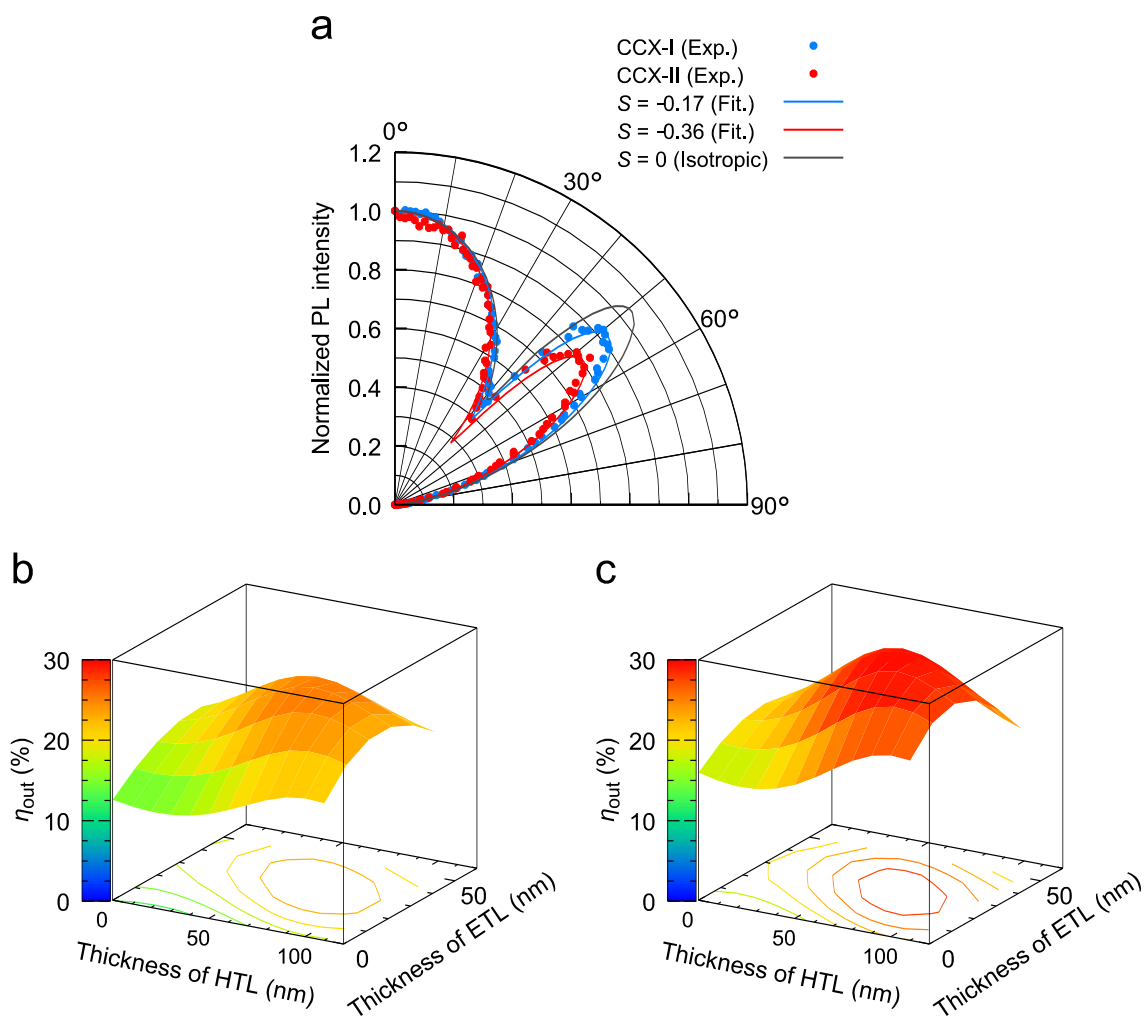 a
CCX-I (Exp.)
CCX-II (Exp.)
S = -0.17 (Fit.)
S = -0.36 (Fit.)
S = 0 (Isotropic)
0°
30°
60°
90°
1.2
1.0
0.8
0.6
0.4
0.2
0.0
Normalized PL intensity
b
30
20
10
0
ηout (%)
0
50
100
Thickness of HTL (nm)
0
50
Thickness of ETL (nm)
c
30
20
10
0
ηout (%)
0
50
100
Thickness of HTL (nm)
0
50
Thickness of ETL (nm)